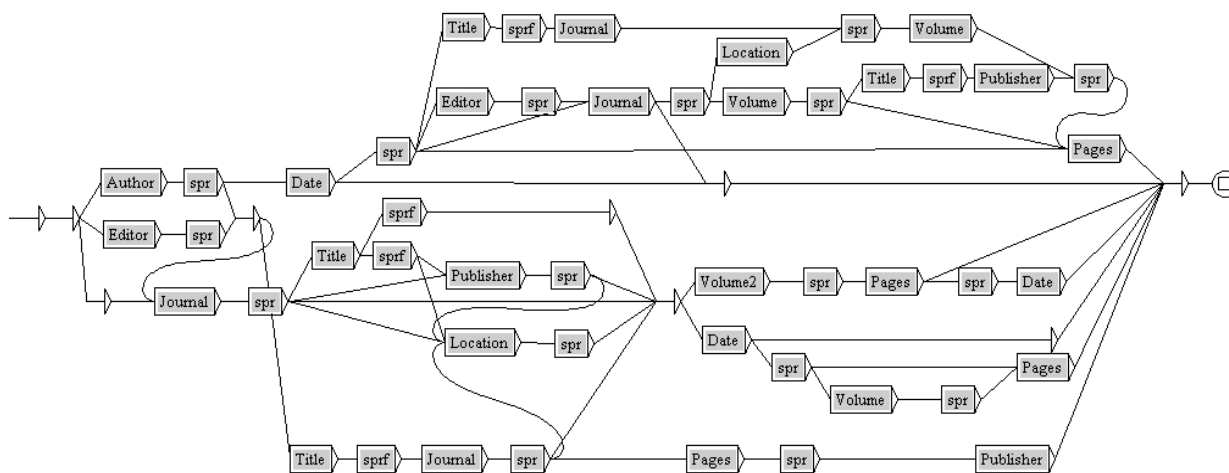 Title sprf Journal spr Volume
Location
Editor spr Journal spr Volume spr Title sprf Publisher spr
spr Pages
Author spr Date
Editor spr
sprf
Title sprf
Publisher spr Volume2 spr Pages spr Date
Journal spr
Location spr Date
spr Pages
Volume spr
Title sprf Journal spr Pages spr Publisher